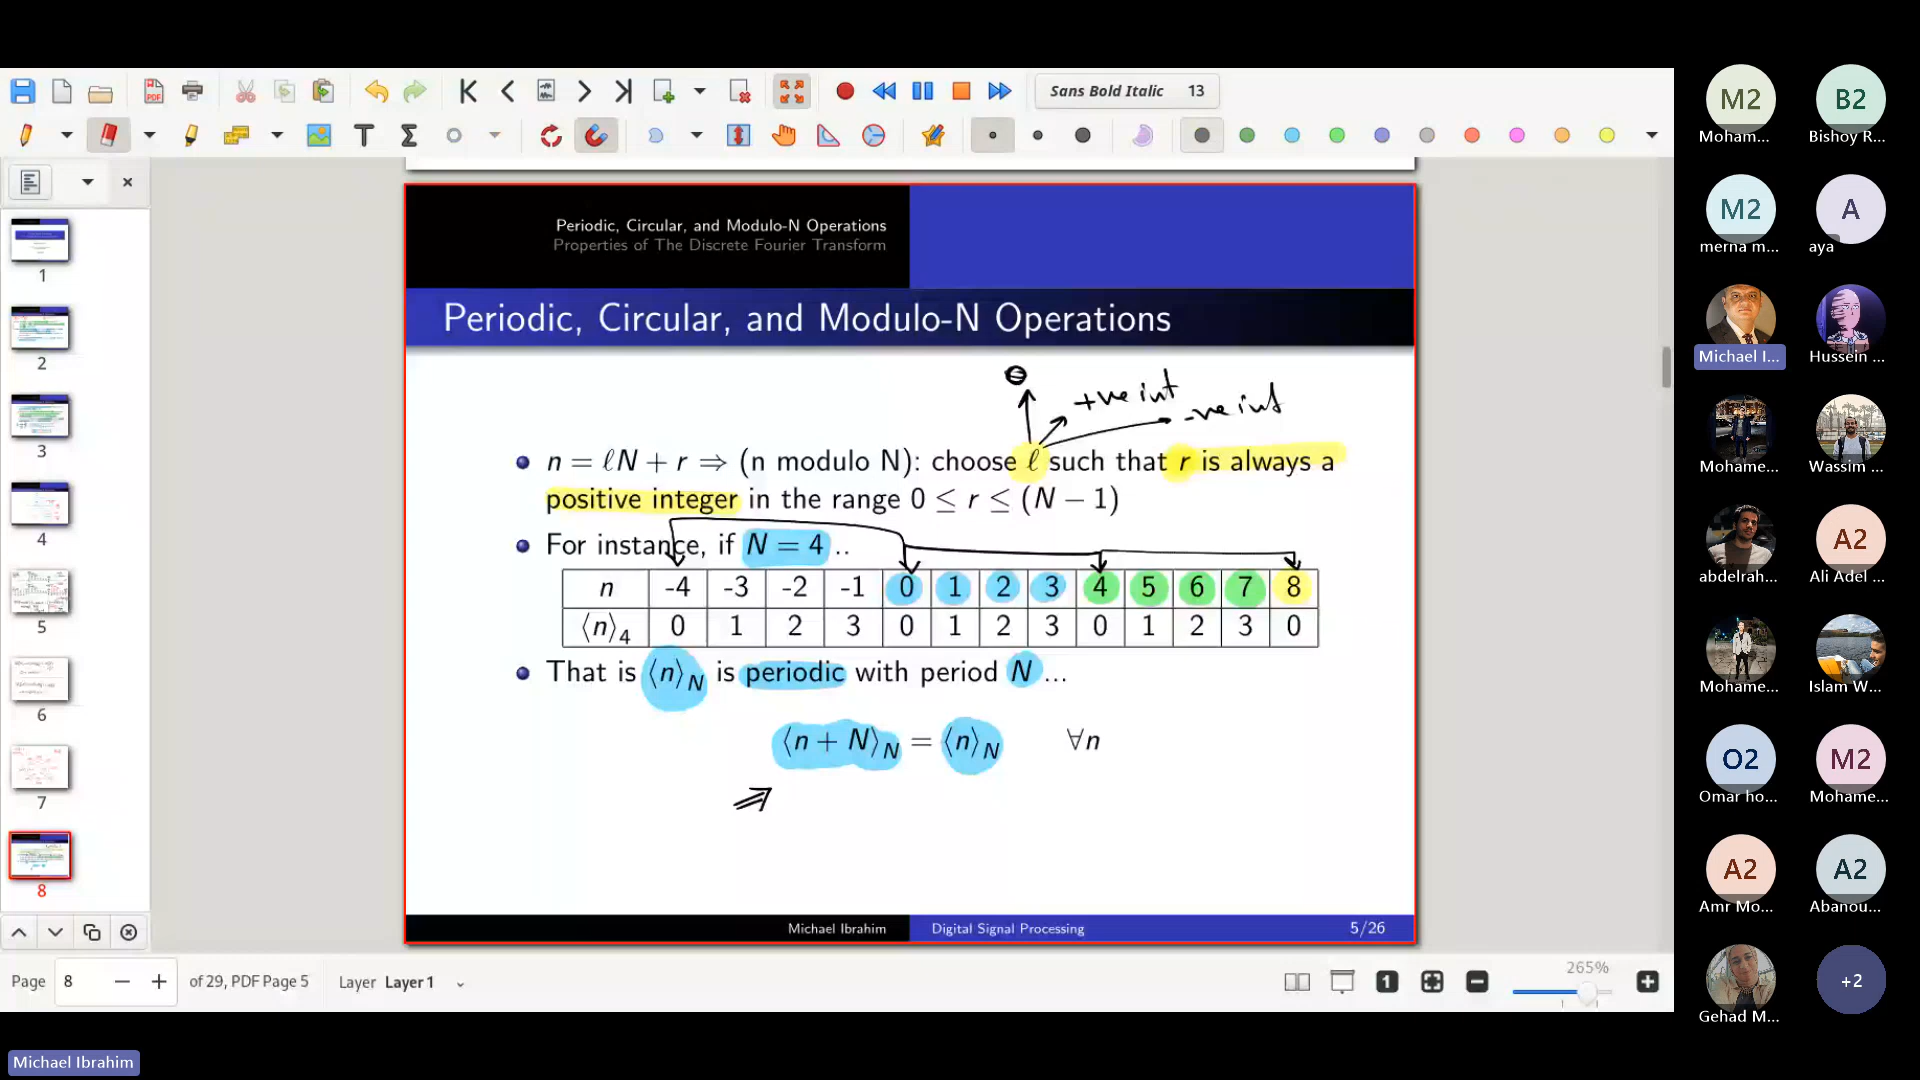 Sans Bold Italic 13
1
2
3
4
5
6
7
8
Periodic, Circular, and Modulo-N Operations
Properties of The Discrete Fourier Transform
Periodic, Circular, and Modulo-N Operations
0
+ve int
-ve int
n = ℓN + r ⇒ (n modulo N): choose ℓ such that r is always a
positive integer in the range 0 ≤ r ≤ (N − 1)
For instance, if N = 4 ..
n -4 -3 -2 -1 0 1 2 3 4 5 6 7 8
⟨n⟩₄ 0 1 2 3 0 1 2 3 0 1 2 3 0
That is ⟨n⟩_N is periodic with period N ...
⟨n + N⟩_N = ⟨n⟩_N ∀n
⇒
Michael Ibrahim Digital Signal Processing 5/26
Page 8 of 29, PDF Page 5 Layer Layer 1
265%
Michael Ibrahim
M2 B2
Moham... Bishoy R...
M2 A
merna m... aya
Michael I... Hussein ...
Mohame... Wassim ...
A2
abdelrah... Ali Adel ...
Mohame... Islam W...
O2 M2
Omar ho... Mohame...
A2 A2
Amr Mo... Abanou...
+2
Gehad M...